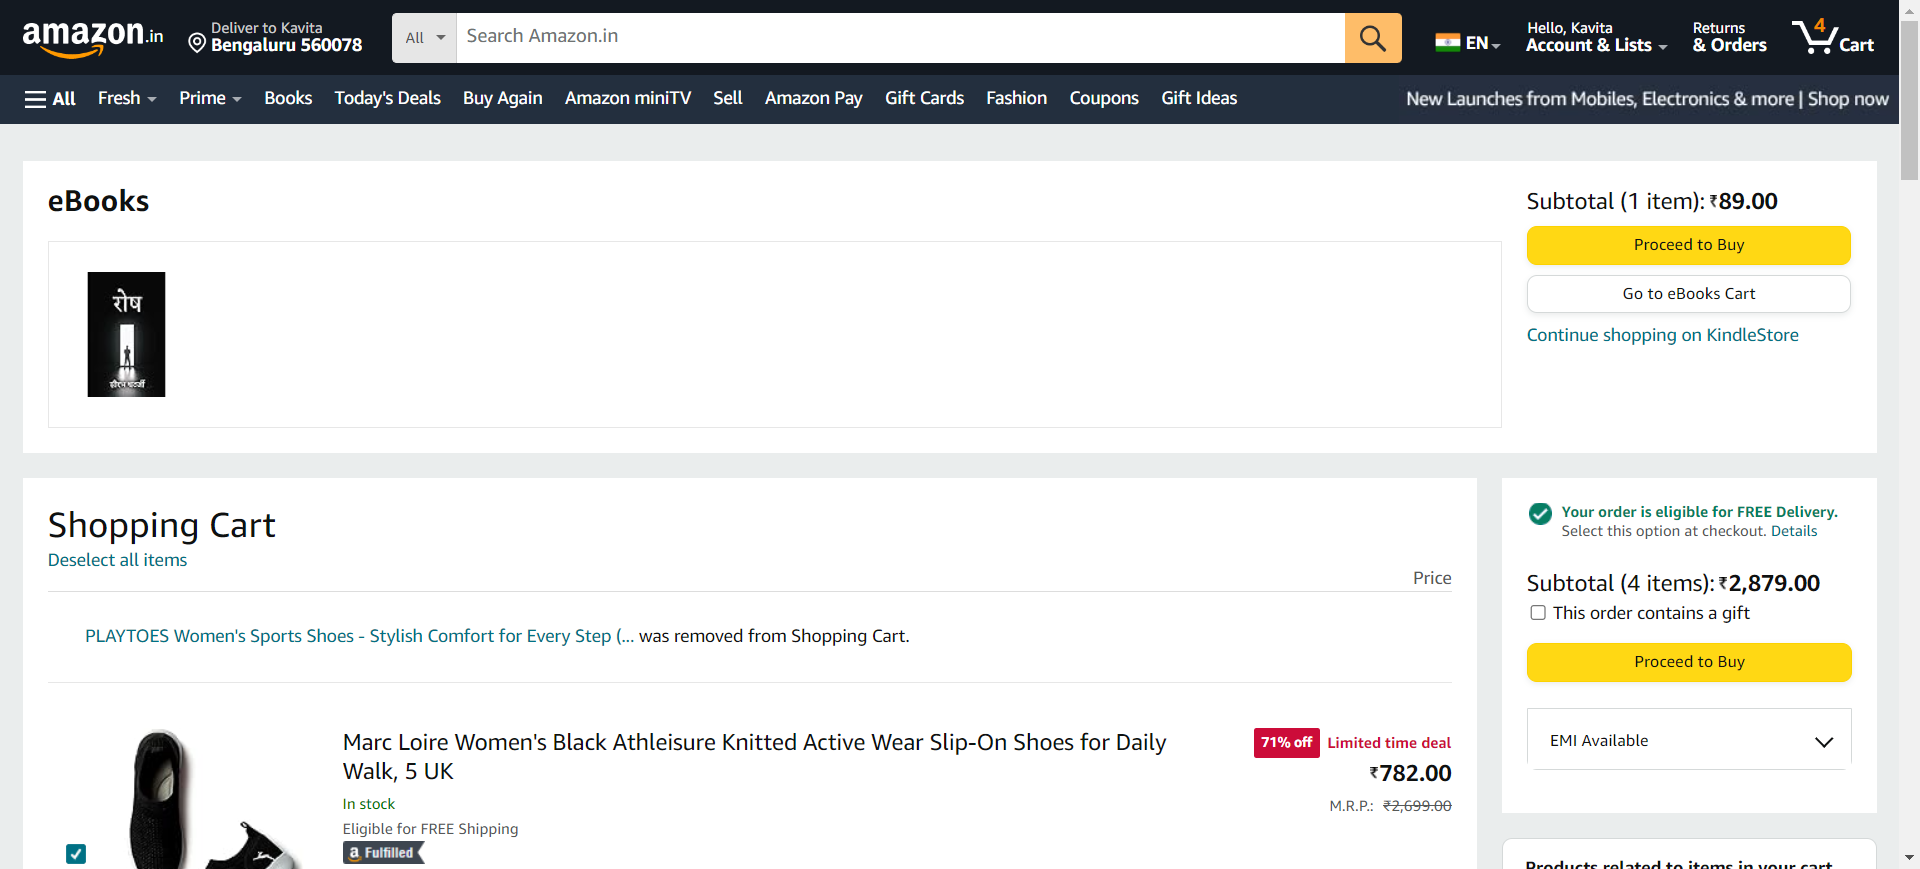 amazon.in
Deliver to Kavita
Bengaluru 560078
All
Search Amazon.in
EN
Hello, Kavita
Account & Lists
Returns
& Orders
4
Cart
All Fresh Prime Books Today's Deals Buy Again Amazon miniTV Sell Amazon Pay Gift Cards Fashion Coupons Gift Ideas
New Launches from Mobiles, Electronics & more | Shop now
eBooks
रोष
Subtotal (1 item): ₹89.00
Proceed to Buy
Go to eBooks Cart
Continue shopping on KindleStore
Shopping Cart
Deselect all items
Price
PLAYTOES Women's Sports Shoes - Stylish Comfort for Every Step (... was removed from Shopping Cart.
Marc Loire Women's Black Athleisure Knitted Active Wear Slip-On Shoes for Daily
Walk, 5 UK
In stock
Eligible for FREE Shipping
a Fulfilled
71% off Limited time deal
₹782.00
M.R.P.: ₹2,699.00
Your order is eligible for FREE Delivery.
Select this option at checkout. Details
Subtotal (4 items): ₹2,879.00
This order contains a gift
Proceed to Buy
EMI Available
Products related to items in your cart